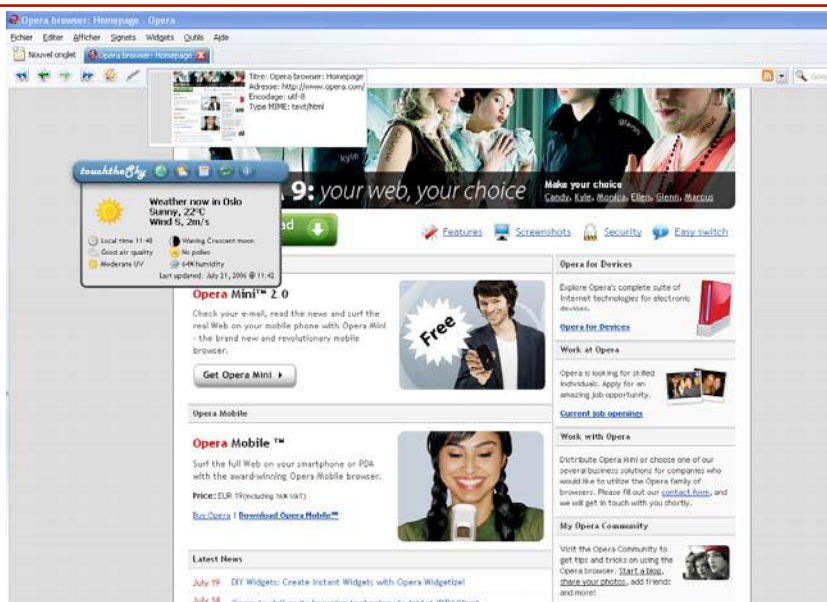 Opera browser: Homepage - Opera
Fichier Editer Afficher Signets Widgets Outils Aide
Nouvel onglet Opera browser: Homepage
Titre: Opera browser: Homepage
Adresse: http://www.opera.com/
Encodage: utf-8
Type MIME: text/html
kyle
glenn
marcus
touchtheSky
Weather now in Oslo
Sunny, 22°C
Wind S, 2m/s
Local time 11:48 Waxing Crescent moon
Good air quality No pollen
Moderate UV 64% humidity
Last updated: July 21, 2006 @ 11:42
9: your web, your choice
Make your choice
Candy, Kyle, Monica, Ellen, Glenn, Marcus
Features Screenshots Security Easy switch
Opera Mini™ 2.0
Check your e-mail, read the news and surf the
real Web on your mobile phone with Opera Mini
- the brand new and revolutionary mobile
browser.
Get Opera Mini
Free
Opera Mobile
Opera Mobile ™
Surf the full Web on your smartphone or PDA
with the award-winning Opera Mobile browser.
Price: EUR 19 (including 16% VAT)
Buy Opera | Download Opera Mobile™
Latest News
July 19 DIY Widgets: Create Instant Widgets with Opera Widgetize!
July 14
Opera for Devices
Explore Opera's complete suite of
Internet technologies for electronic
devices.
Opera for Devices
Work at Opera
Opera is looking for skilled
individuals. Apply for an
amazing job opportunity.
Current job openings
Work with Opera
Distribute Opera Mini or choose one of our
several business solutions for companies who
would like to utilize the Opera family of
browsers. Please fill out our contact form, and
we will get in touch with you shortly.
My Opera Community
Visit the Opera Community to
get tips and tricks on using the
Opera browser. Start a blog,
share your photos, add friends
and more!